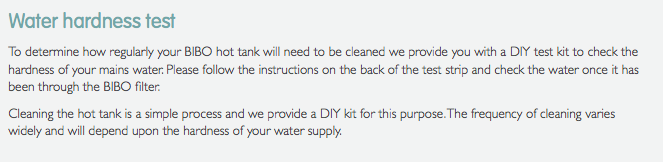 Water hardness test
To determine how regularly your BIBO hot tank will need to be cleaned we provide you with a DIY test kit to check the
hardness of your mains water. Please follow the instructions on the back of the test strip and check the water once it has
been through the BIBO filter.
Cleaning the hot tank is a simple process and we provide a DIY kit for this purpose. The frequency of cleaning varies
widely and will depend upon the hardness of your water supply.